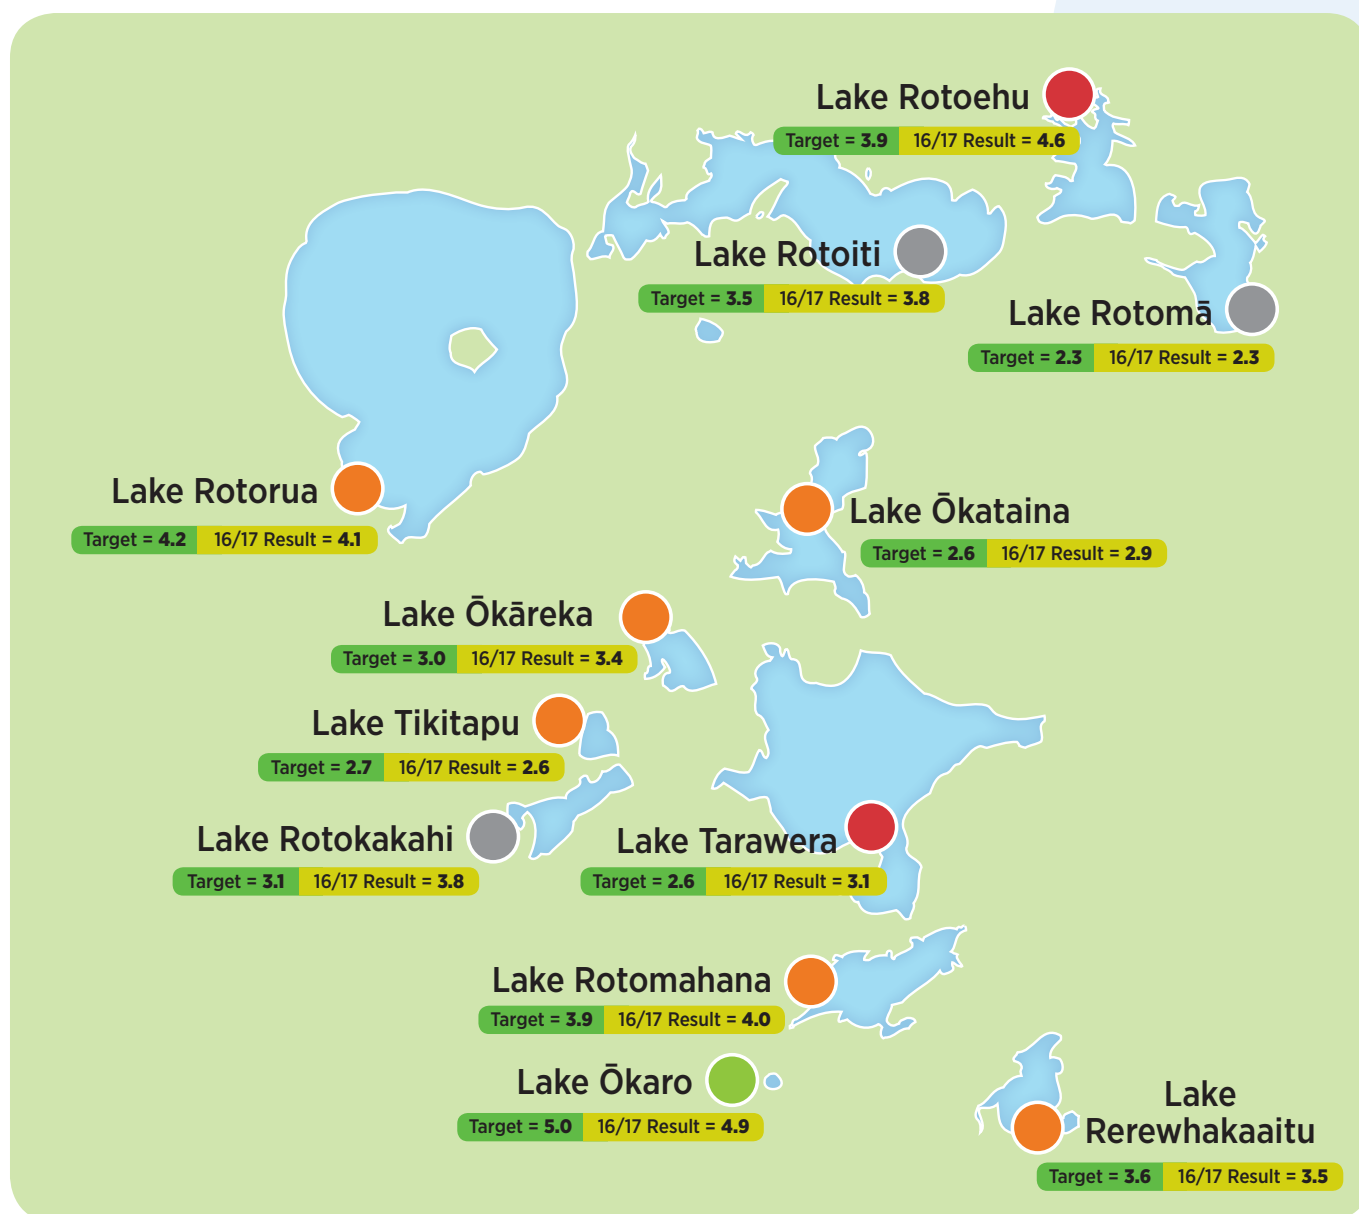 Lake Rotoehu
Target = 3.9 16/17 Result = 4.6
Lake Rotoiti
Target = 3.5 16/17 Result = 3.8
Lake Rotomā
Target = 2.3 16/17 Result = 2.3
Lake Rotorua
Target = 4.2 16/17 Result = 4.1
Lake Ōkataina
Target = 2.6 16/17 Result = 2.9
Lake Ōkāreka
Target = 3.0 16/17 Result = 3.4
Lake Tikitapu
Target = 2.7 16/17 Result = 2.6
Lake Rotokakahi
Target = 3.1 16/17 Result = 3.8
Lake Tarawera
Target = 2.6 16/17 Result = 3.1
Lake Rotomahana
Target = 3.9 16/17 Result = 4.0
Lake Ōkaro
Target = 5.0 16/17 Result = 4.9
Lake
Rerewhakaaitu
Target = 3.6 16/17 Result = 3.5